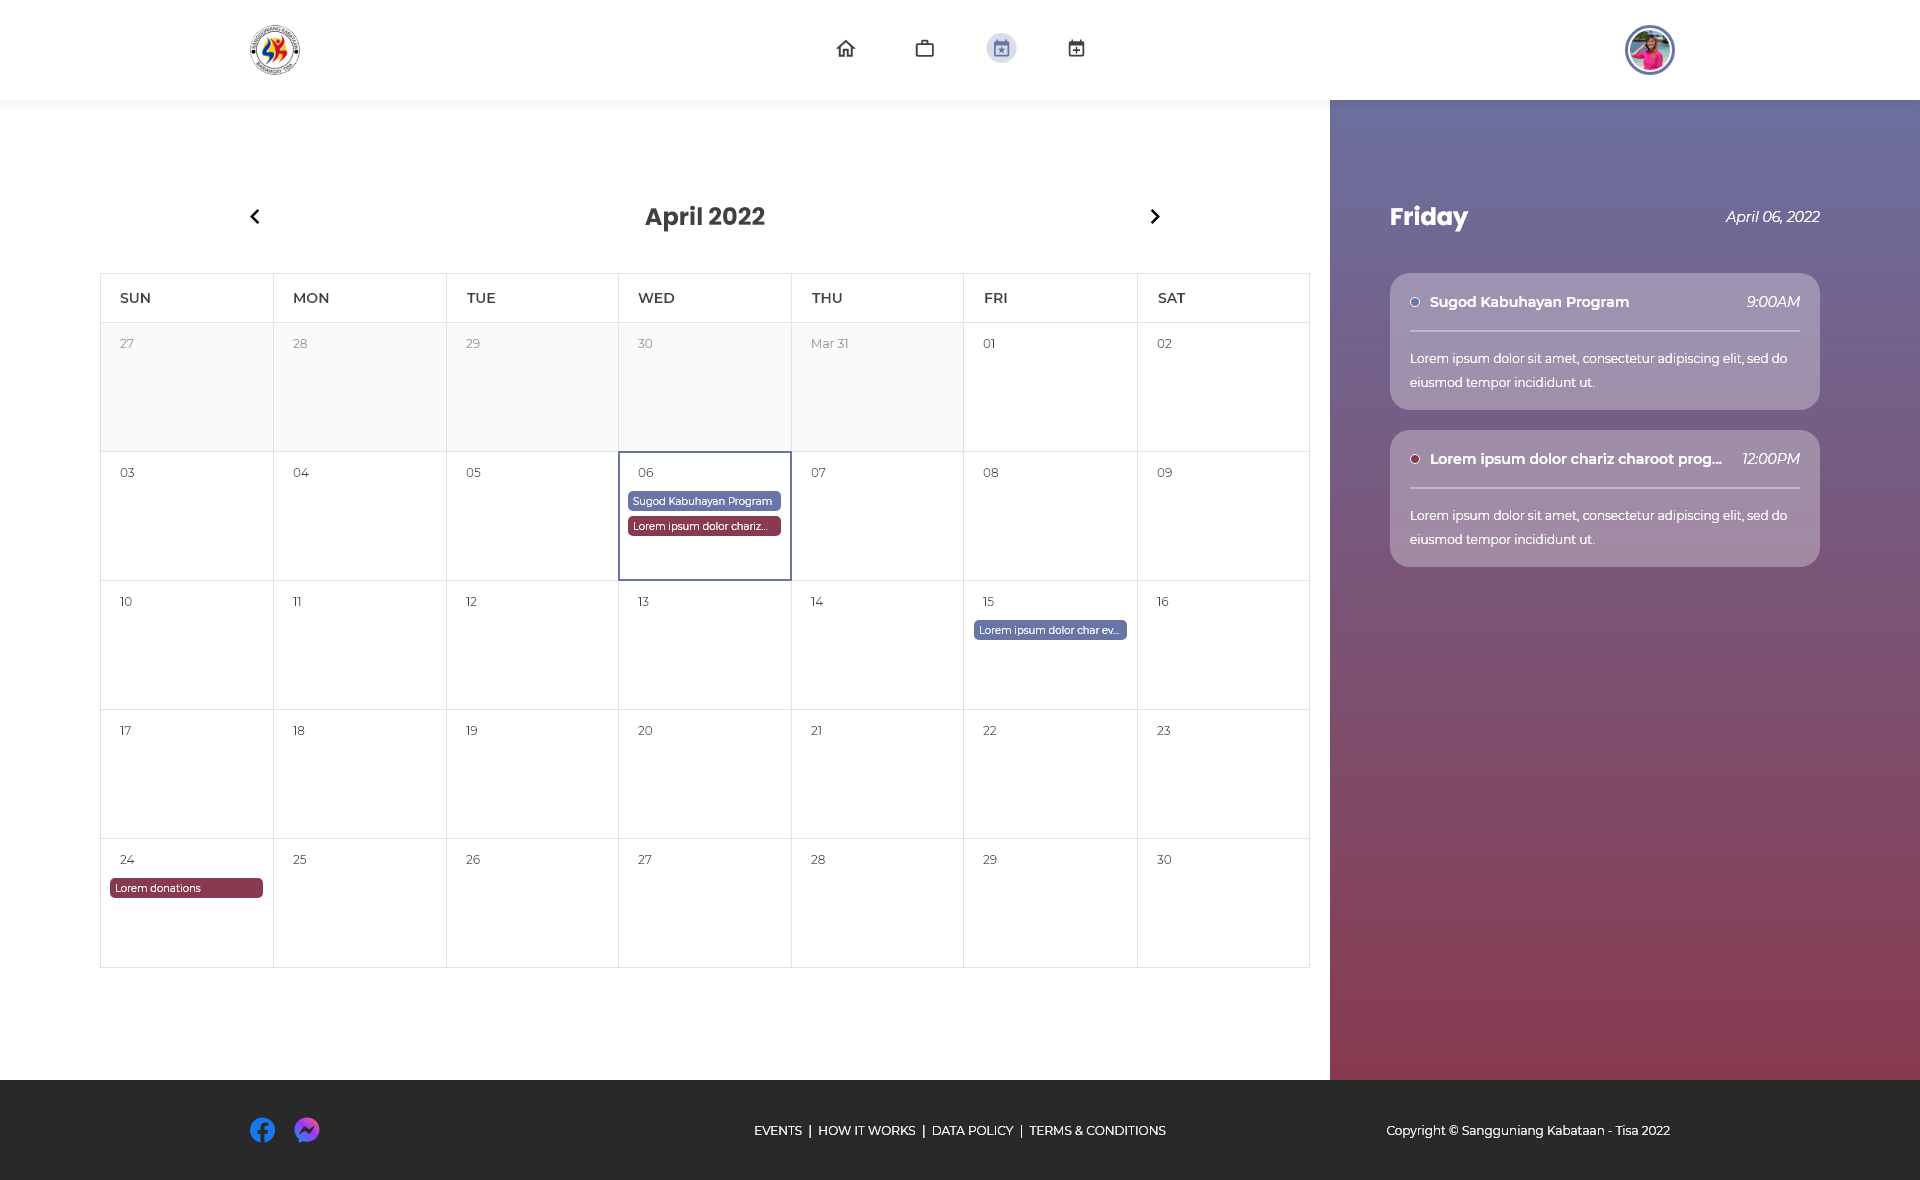 SANGGUNIANG KABATAAN
BARANGAY TISA
April 2022
SUN MON TUE WED THU FRI SAT
27 28 29 30 Mar 31 01 02
03 04 05 06 07 08 09
Sugod Kabuhayan Program
Lorem ipsum dolor chariz...
10 11 12 13 14 15 16
Lorem ipsum dolor char ev...
17 18 19 20 21 22 23
24 25 26 27 28 29 30
Lorem donations
Friday April 06, 2022
Sugod Kabuhayan Program 9:00AM
Lorem ipsum dolor sit amet, consectetur adipiscing elit, sed do
eiusmod tempor incididunt ut.
Lorem ipsum dolor chariz charoot prog... 12:00PM
Lorem ipsum dolor sit amet, consectetur adipiscing elit, sed do
eiusmod tempor incididunt ut.
EVENTS | HOW IT WORKS | DATA POLICY | TERMS & CONDITIONS
Copyright © Sangguniang Kabataan - Tisa 2022